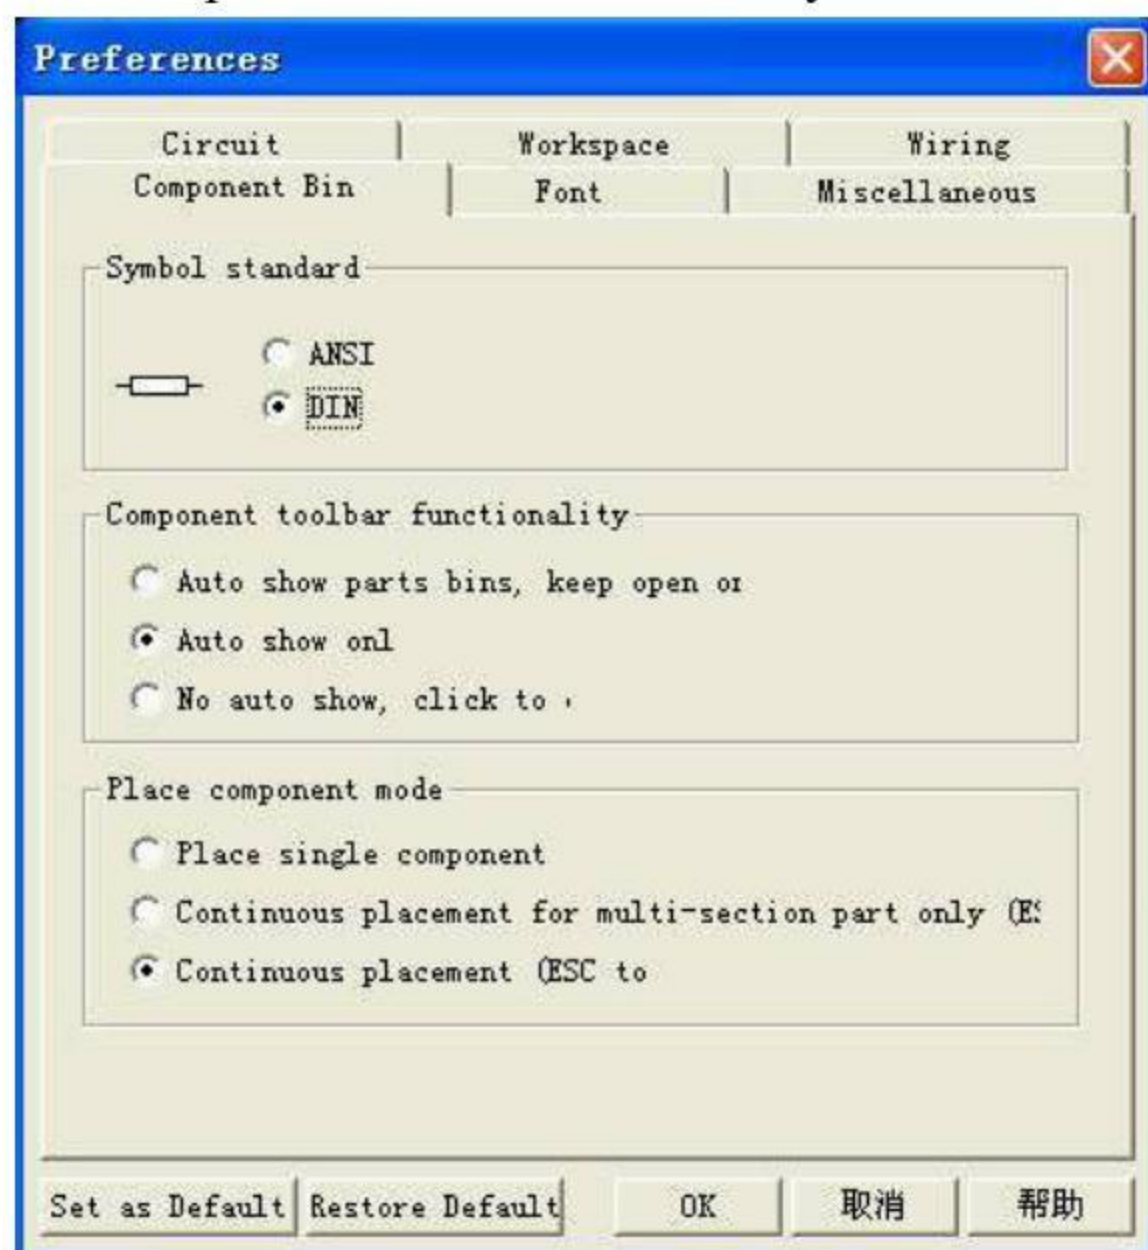 Preferences
Circuit Workspace Wiring
Component Bin Font Miscellaneous
Symbol standard
ANSI
DIN
Component toolbar functionality
Auto show parts bins, keep open
Auto show onl
No auto show, click to
Place component mode
Place single component
Continuous placement for multi-section part only
Continuous placement (ESC to
Set as Default Restore Default OK 取消 帮助